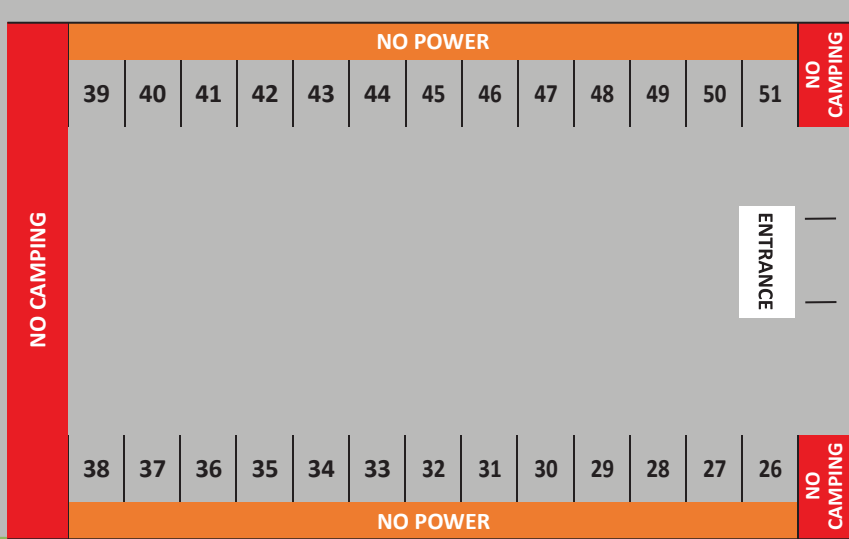 NO POWER
NO
CAMPING
39 40 41 42 43 44 45 46 47 48 49 50 51
NO CAMPING
ENTRANCE
38 37 36 35 34 33 32 31 30 29 28 27 26
NO
CAMPING
NO POWER